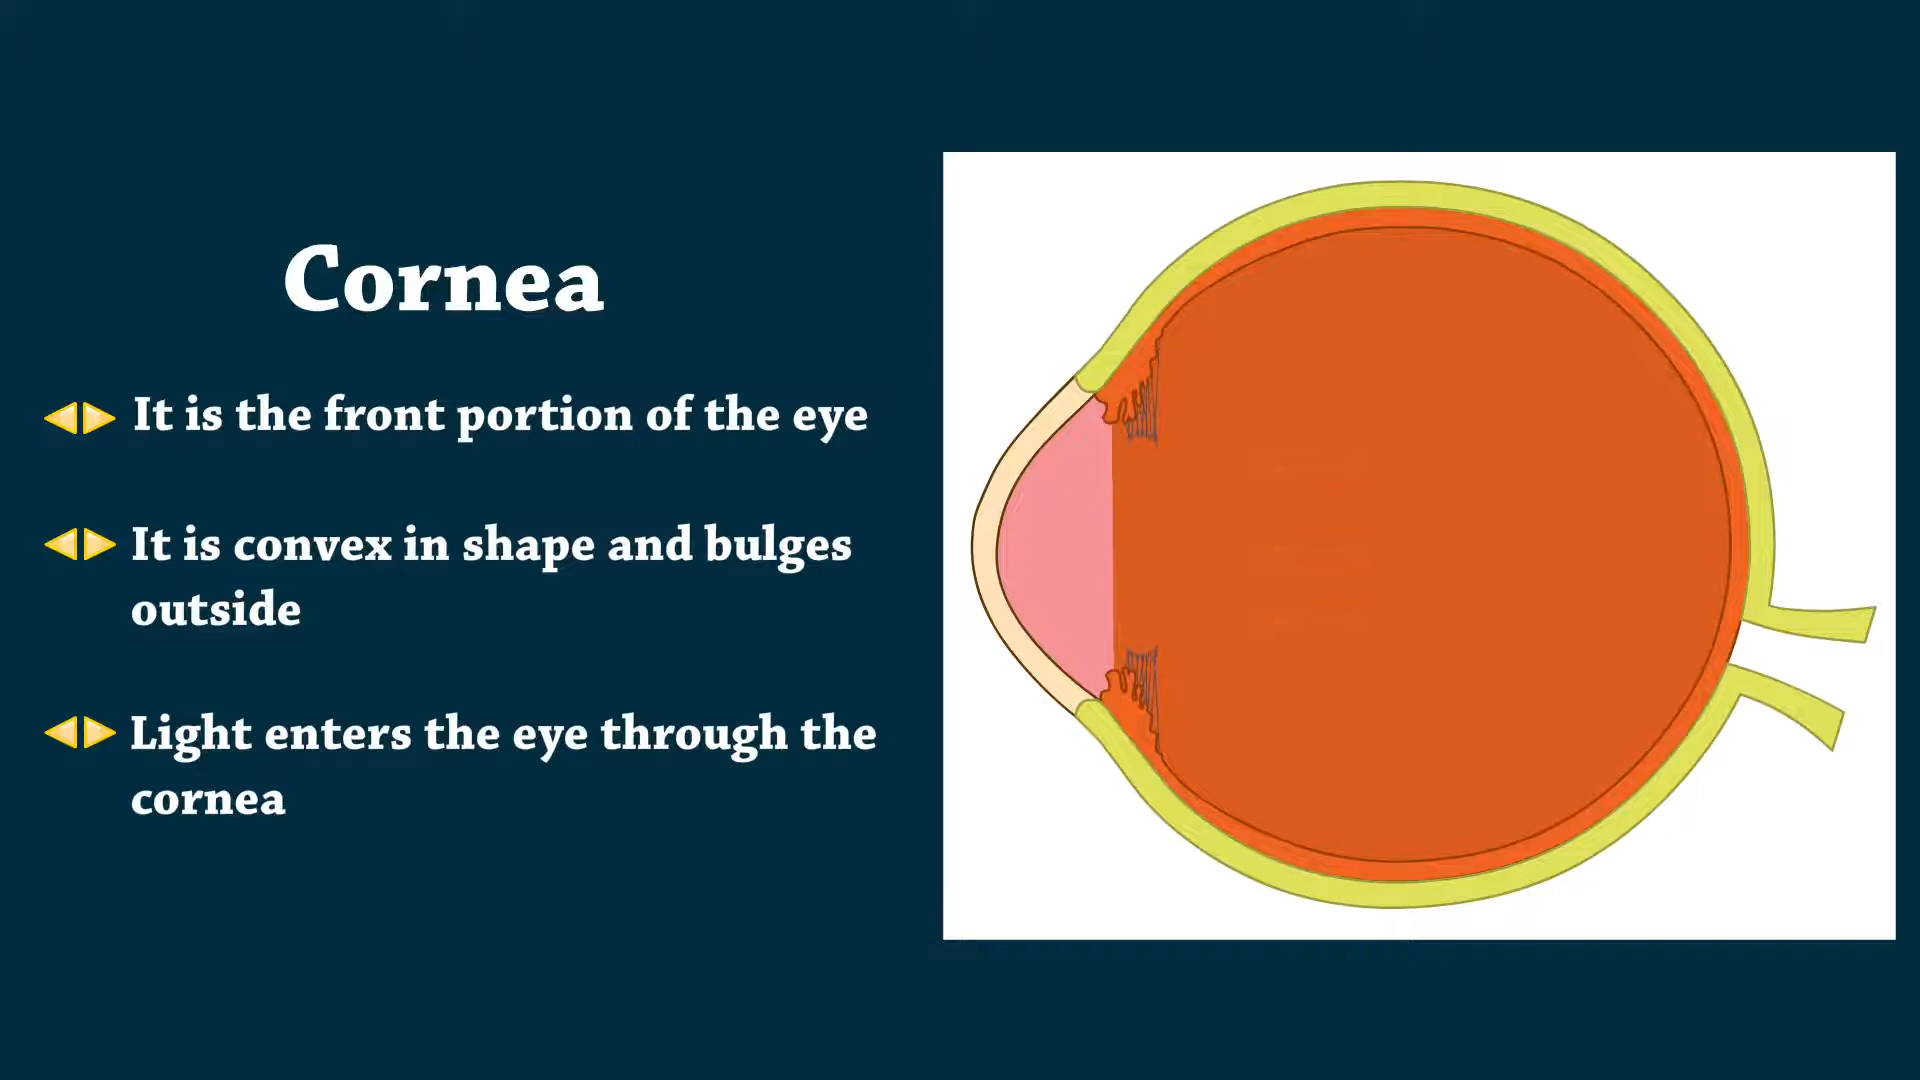 Cornea
It is the front portion of the eye
It is convex in shape and bulges
outside
Light enters the eye through the
cornea